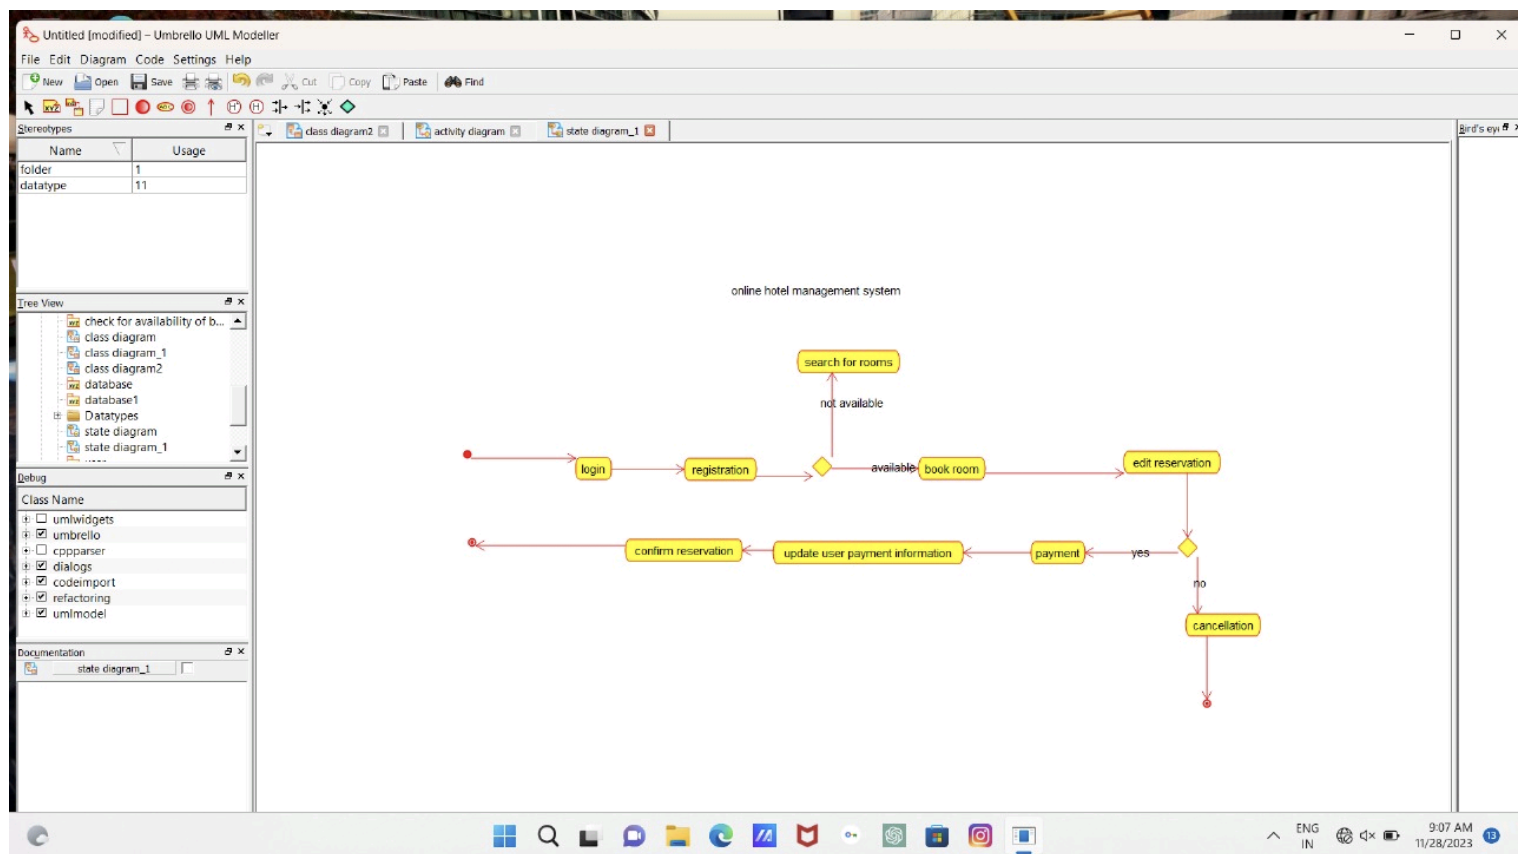 Untitled [modified] – Umbrello UML Modeller
File Edit Diagram Code Settings Help
New Open Save Cut Copy Paste Find
Stereotypes
class diagram2 activity diagram state diagram_1
Bird's eye
Name Usage
folder 1
datatype 11
online hotel management system
Tree View
check for availability of b...
class diagram
class diagram_1
class diagram2
database
database1
Datatypes
state diagram
state diagram_1
search for rooms
not available
login
registration
available
book room
edit reservation
Debug
Class Name
umlwidgets
umbrello
cppparser
dialogs
codeimport
refactoring
umlmodel
confirm reservation
update user payment information
payment
yes
no
cancellation
Documentation
state diagram_1
ENG
IN
9:07 AM
11/28/2023
13